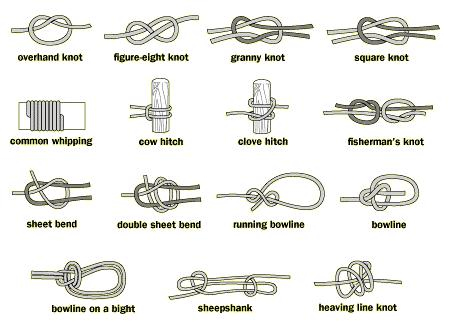 overhand knot
figure-eight knot
granny knot
square knot
common whipping
cow hitch
clove hitch
fisherman's knot
sheet bend
double sheet bend
running bowline
bowline
bowline on a bight
sheepshank
heaving line knot